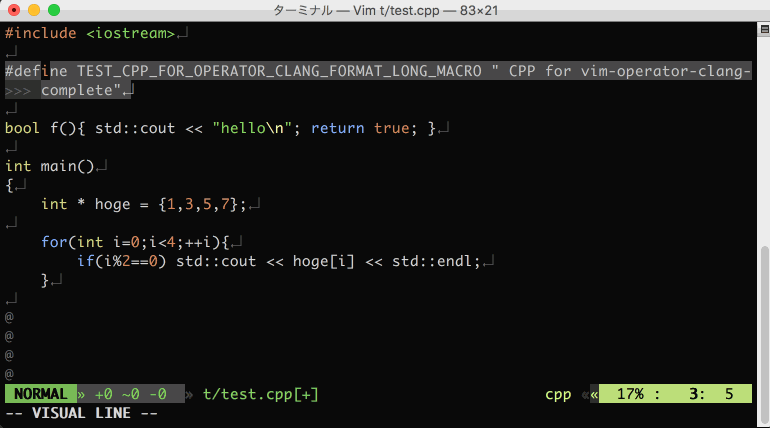 ターミナル — Vim t/test.cpp — 83×21
#include <iostream>↵
↵
#define TEST_CPP_FOR_OPERATOR_CLANG_FORMAT_LONG_MACRO " CPP for vim-operator-clang-
>>> complete"↵
↵
bool f(){ std::cout << "hello\n"; return true; }↵
↵
int main()↵
{↵
    int * hoge = {1,3,5,7};↵
↵
    for(int i=0;i<4;++i){↵
        if(i%2==0) std::cout << hoge[i] << std::endl;↵
    }↵
↵
@
@
@
@
NORMAL » +0 ~0 -0 » t/test.cpp[+] cpp «« 17% : 3: 5
-- VISUAL LINE --